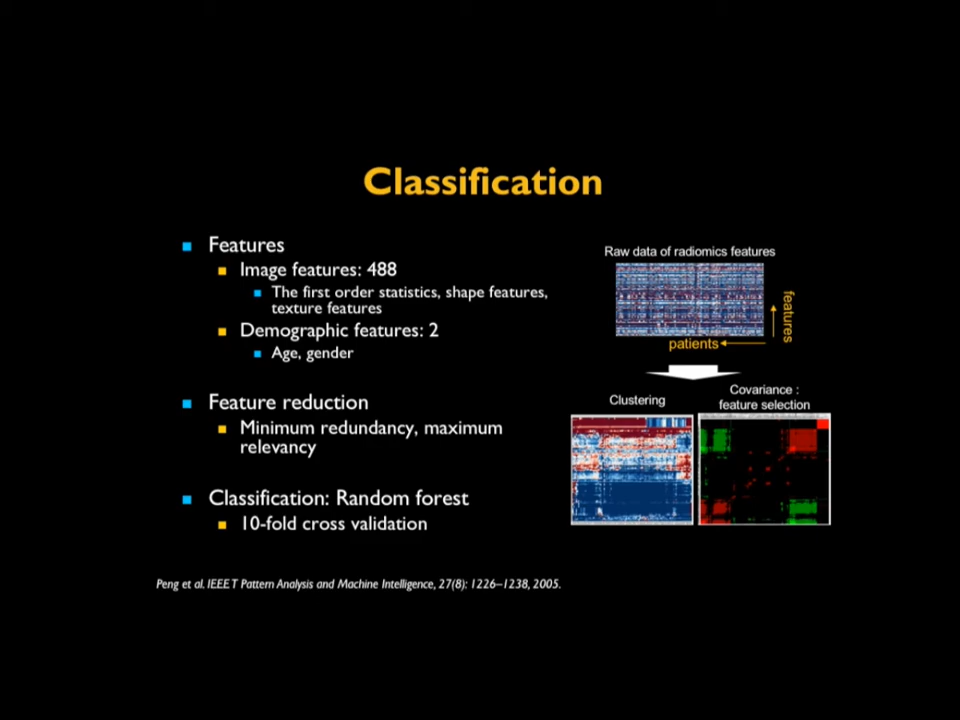 Classification
Features
Image features: 488
The first order statistics, shape features,
texture features
Demographic features: 2
Age, gender
Feature reduction
Minimum redundancy, maximum
relevancy
Classification: Random forest
10-fold cross validation
Raw data of radiomics features
features
patients
Clustering
Covariance :
feature selection
Peng et al. IEEE T Pattern Analysis and Machine Intelligence, 27(8): 1226–1238, 2005.